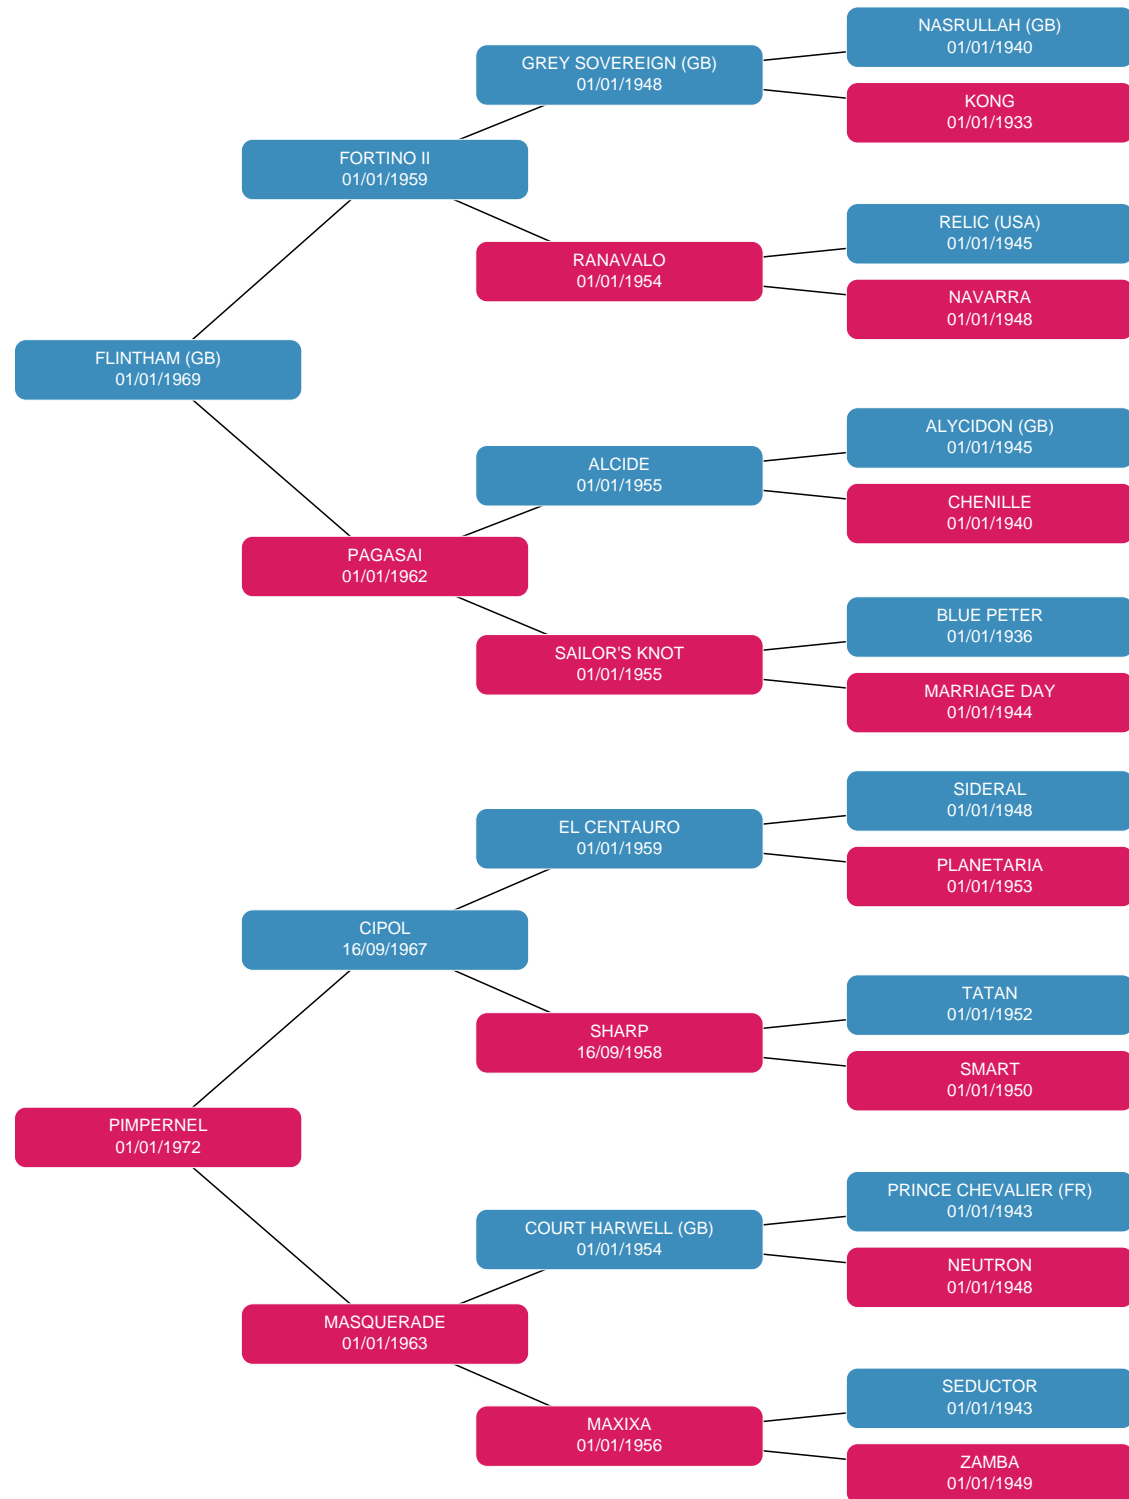 NASRULLAH (GB)
01/01/1940
GREY SOVEREIGN (GB)
01/01/1948
KONG
01/01/1933
FORTINO II
01/01/1959
RELIC (USA)
01/01/1945
RANAVALO
01/01/1954
NAVARRA
01/01/1948
FLINTHAM (GB)
01/01/1969
ALYCIDON (GB)
01/01/1945
ALCIDE
01/01/1955
CHENILLE
01/01/1940
PAGASAI
01/01/1962
BLUE PETER
01/01/1936
SAILOR'S KNOT
01/01/1955
MARRIAGE DAY
01/01/1944
SIDERAL
01/01/1948
EL CENTAURO
01/01/1959
PLANETARIA
01/01/1953
CIPOL
16/09/1967
TATAN
01/01/1952
SHARP
16/09/1958
SMART
01/01/1950
PIMPERNEL
01/01/1972
PRINCE CHEVALIER (FR)
01/01/1943
COURT HARWELL (GB)
01/01/1954
NEUTRON
01/01/1948
MASQUERADE
01/01/1963
SEDUCTOR
01/01/1943
MAXIXA
01/01/1956
ZAMBA
01/01/1949